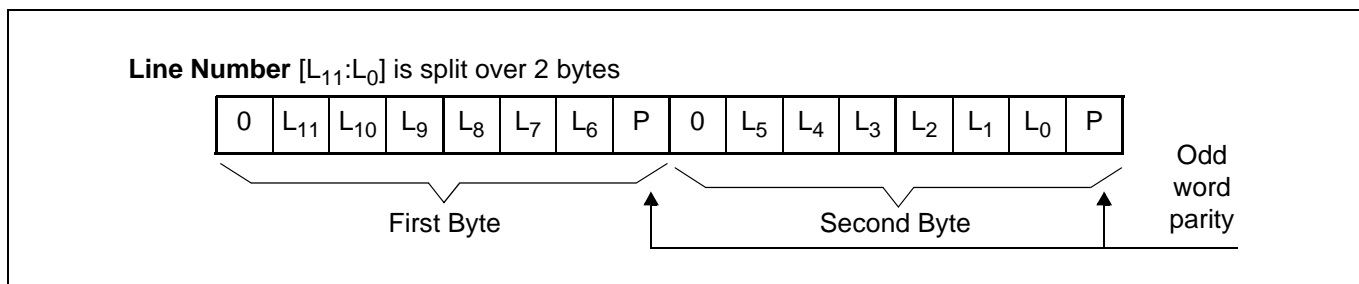 Line Number [L11:L0] is split over 2 bytes
0 L11 L10 L9 L8 L7 L6 P 0 L5 L4 L3 L2 L1 L0 P
Odd
word
parity
First Byte Second Byte